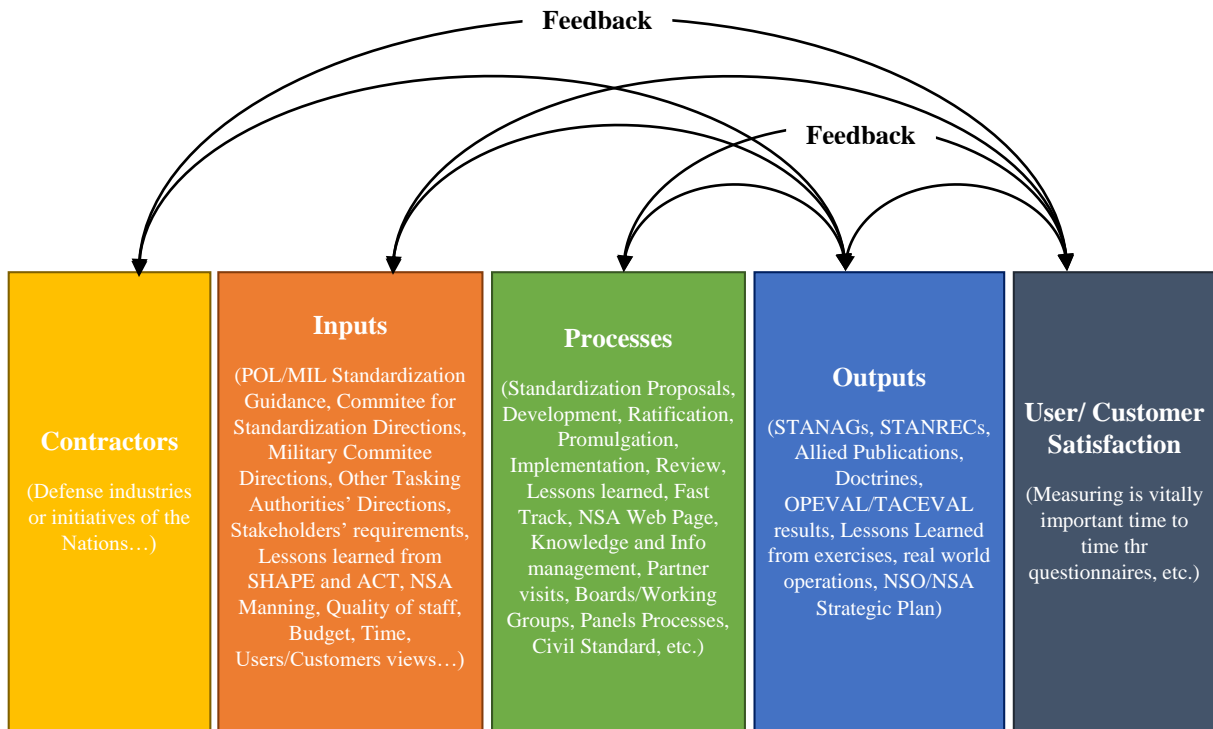 Feedback
Feedback
Contractors
(Defense industries
or initiatives of the
Nations…)
Inputs
(POL/MIL Standardization
Guidance, Commitee for
Standardization Directions,
Military Commitee
Directions, Other Tasking
Authorities’ Directions,
Stakeholders’ requirements,
Lessons learned from
SHAPE and ACT, NSA
Manning, Quality of staff,
Budget, Time,
Users/Customers views…)
Processes
(Standardization Proposals,
Development, Ratification,
Promulgation,
Implementation, Review,
Lessons learned, Fast
Track, NSA Web Page,
Knowledge and Info
management, Partner
visits, Boards/Working
Groups, Panels Processes,
Civil Standard, etc.)
Outputs
(STANAGs, STANRECs,
Allied Publications,
Doctrines,
OPEVAL/TACEVAL
results, Lessons Learned
from exercises, real world
operations, NSO/NSA
Strategic Plan)
User/ Customer
Satisfaction
(Measuring is vitally
important time to
time thr
questionnaires, etc.)